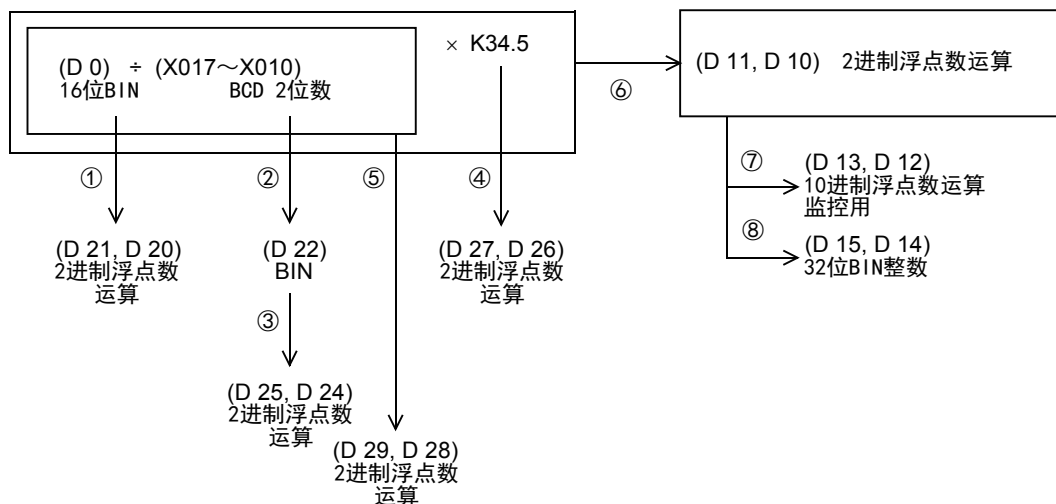 × K34.5
(D 0) ÷ (X017～X010)
16位BIN BCD 2位数
⑥
(D 11, D 10) 2进制浮点数运算
①
②
⑤
④
⑦
(D 13, D 12)
10进制浮点数运算
监控用
⑧
(D 15, D 14)
32位BIN整数
(D 21, D 20)
2进制浮点数
运算
(D 22)
BIN
(D 27, D 26)
2进制浮点数
运算
③
(D 25, D 24)
2进制浮点数
运算
(D 29, D 28)
2进制浮点数
运算